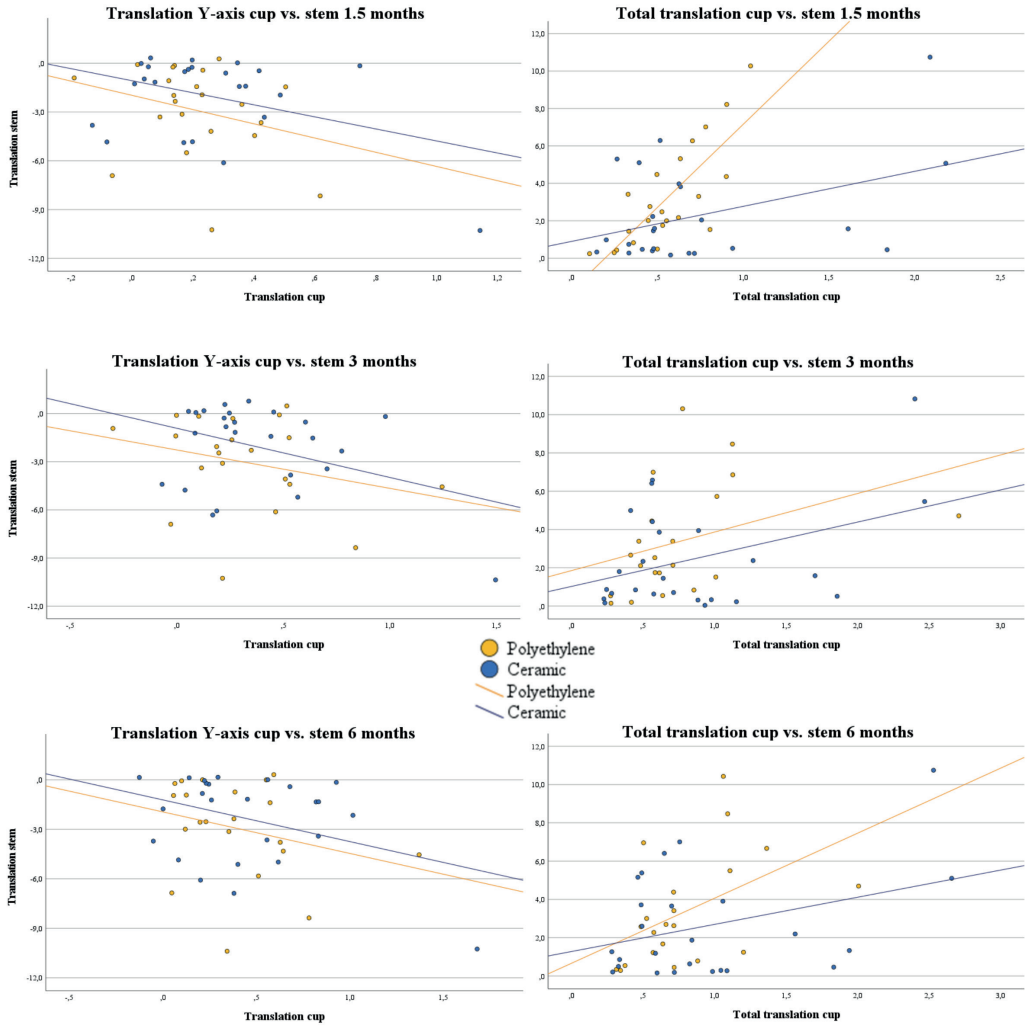 Translation Y-axis cup vs. stem 1.5 months
Translation stem
,0
-3,0
-6,0
-9,0
-12,0
-,2 ,0 ,2 ,4 ,6 ,8 1,0 1,2
Translation cup
Total translation cup vs. stem 1.5 months
12,0
10,0
8,0
6,0
4,0
2,0
,0
,0 ,5 1,0 1,5 2,0 2,5
Total translation cup
Translation Y-axis cup vs. stem 3 months
Translation stem
,0
-3,0
-6,0
-9,0
-12,0
-,5 ,0 ,5 1,0 1,5
Translation cup
Total translation cup vs. stem 3 months
12,0
10,0
8,0
6,0
4,0
2,0
,0
,0 ,5 1,0 1,5 2,0 2,5 3,0
Total translation cup
Polyethylene
Ceramic
Polyethylene
Ceramic
Translation Y-axis cup vs. stem 6 months
Translation stem
,0
-3,0
-6,0
-9,0
-12,0
-,5 ,0 ,5 1,0 1,5
Translation cup
Total translation cup vs. stem 6 months
12,0
10,0
8,0
6,0
4,0
2,0
,0
,0 ,5 1,0 1,5 2,0 2,5 3,0
Total translation cup